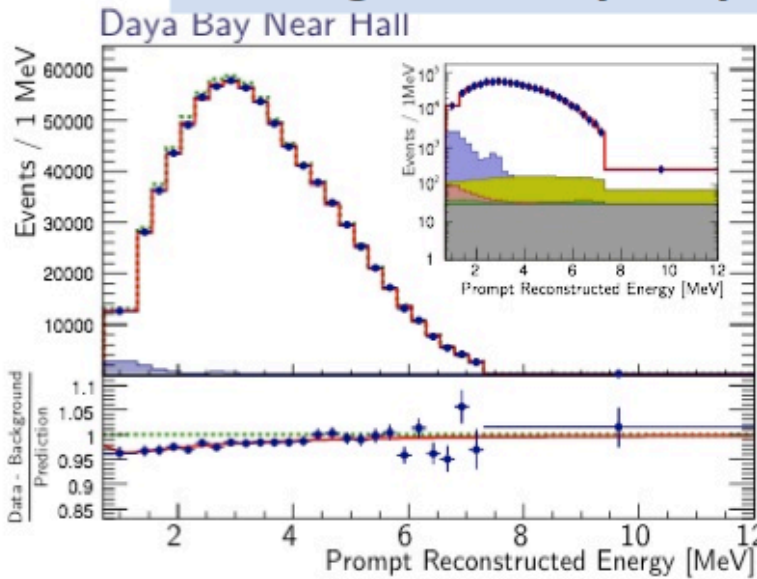 Daya Bay Near Hall
Events / 1 MeV
60000
50000
40000
30000
20000
10000
Events / 1MeV
10⁵
10⁴
10³
10²
10
1
2 4 6 8 10 12
Prompt Reconstructed Energy [MeV]
Data - Background
Prediction
1.1
1.05
1
0.95
0.9
0.85
2 4 6 8 10 12
Prompt Reconstructed Energy [MeV]